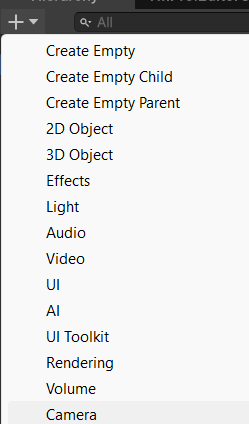 Hierarchy
All
Create Empty
Create Empty Child
Create Empty Parent
2D Object
3D Object
Effects
Light
Audio
Video
UI
AI
UI Toolkit
Rendering
Volume
Camera